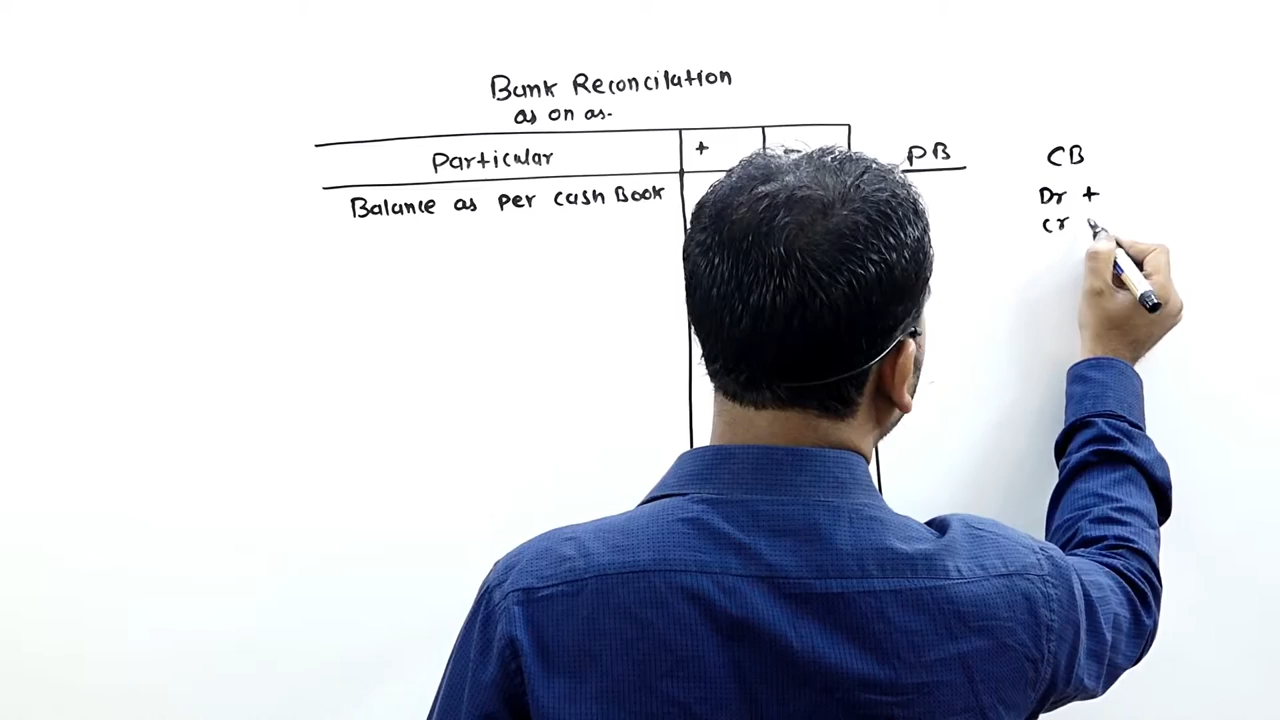 Bank Reconcilation
as on as.
Particular + -
Balance as per cash Book
PB
CB
Dr +
Cr